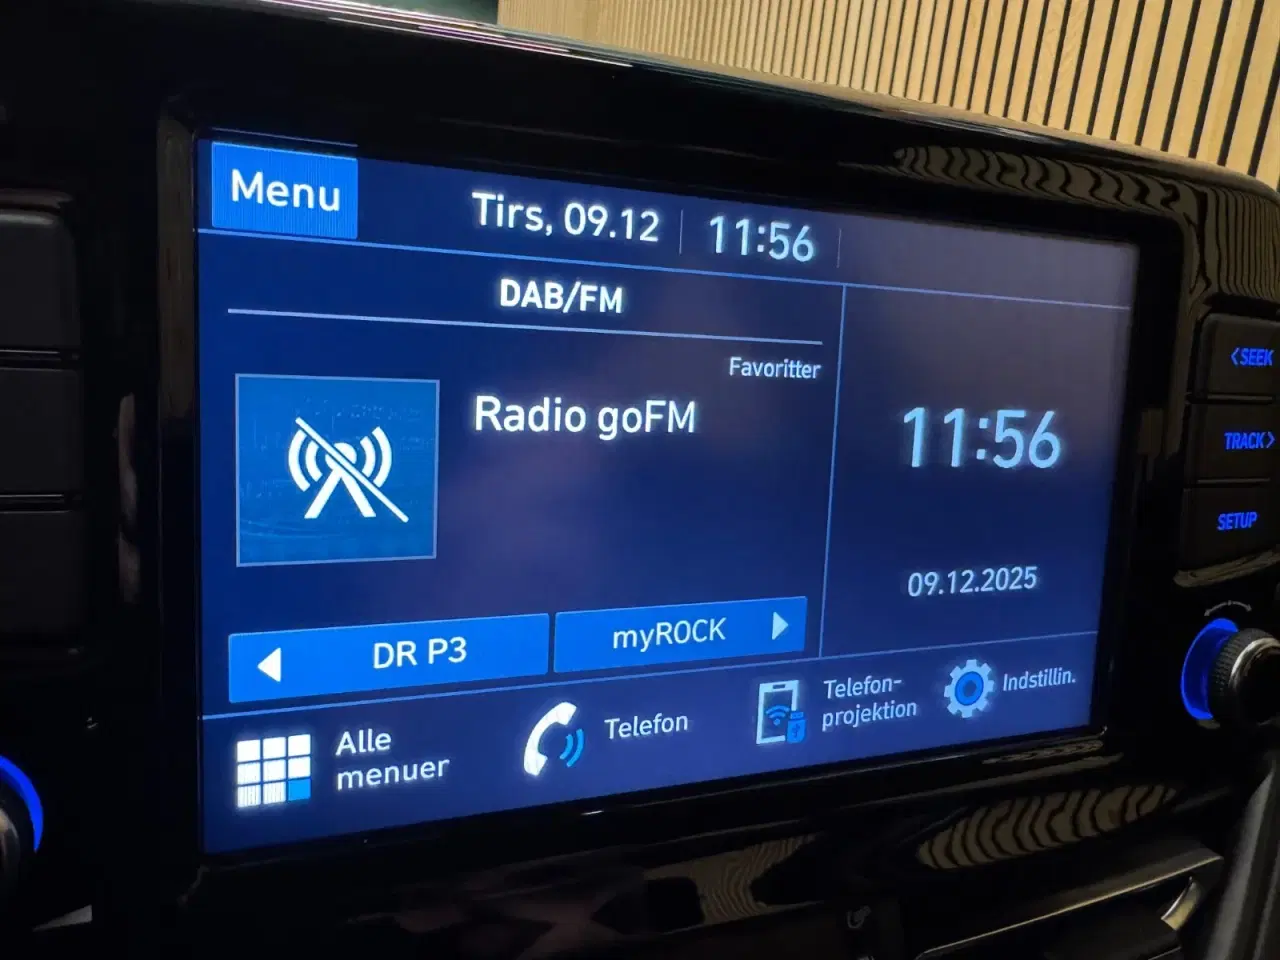 Menu
Tirs, 09.12
11:56
DAB/FM
Favoritter
Radio goFM
11:56
09.12.2025
DR P3
myROCK
Alle
menuer
Telefon
Telefon-
projektion
Indstillin.
<SEEK
TRACK>
SETUP